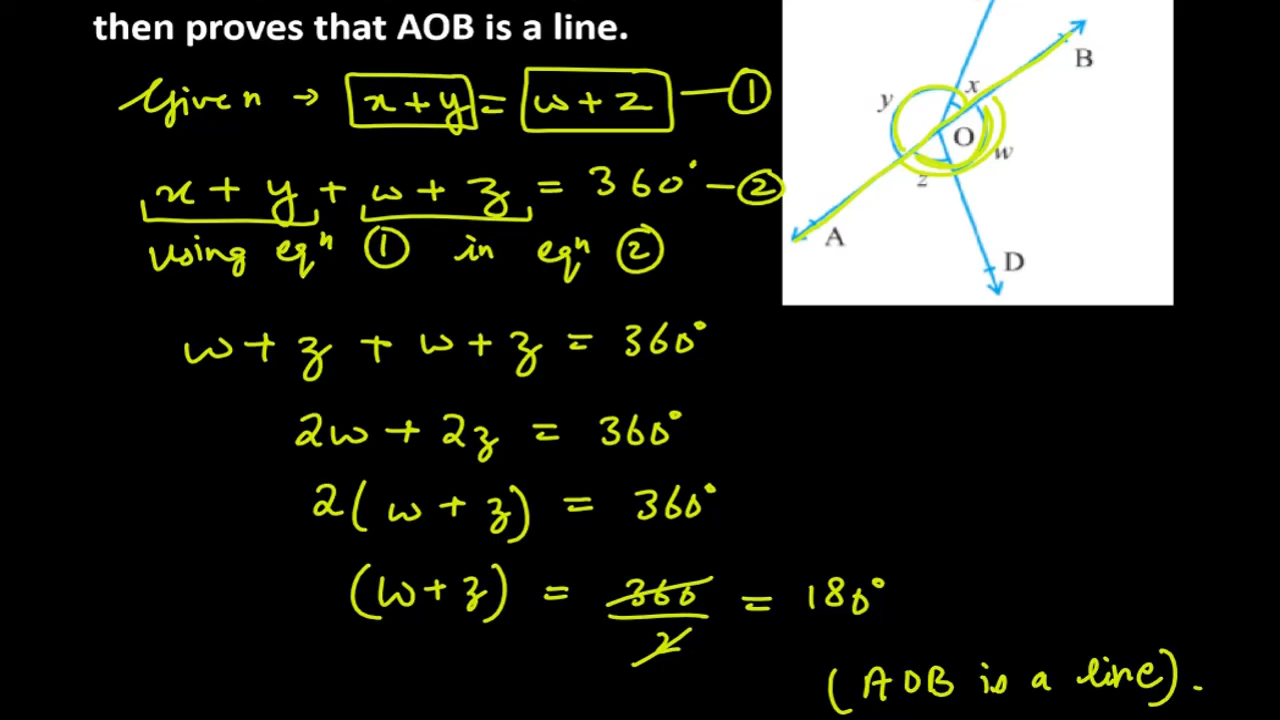 then proves that AOB is a line.
Given → x + y = w + z — ①
x + y + w + z = 360° — ②
using eqⁿ ① in eqⁿ ②
w + z + w + z = 360°
2w + 2z = 360°
2(w + z) = 360°
(w + z) = 360/2 = 180°
(AOB is a line).
B
x
y
O
w
z
A
D